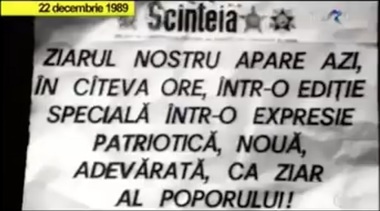 22 decembrie 1989
Scînteia
ZIARUL NOSTRU APARE AZI,
IN CÎTEVA ORE, ÎNTR-O EDIȚIE
SPECIALĂ ÎNTR-O EXPRESIE
PATRIOTICĂ, NOUĂ,
ADEVĂRATĂ, CA ZIAR
AL POPORULUI!